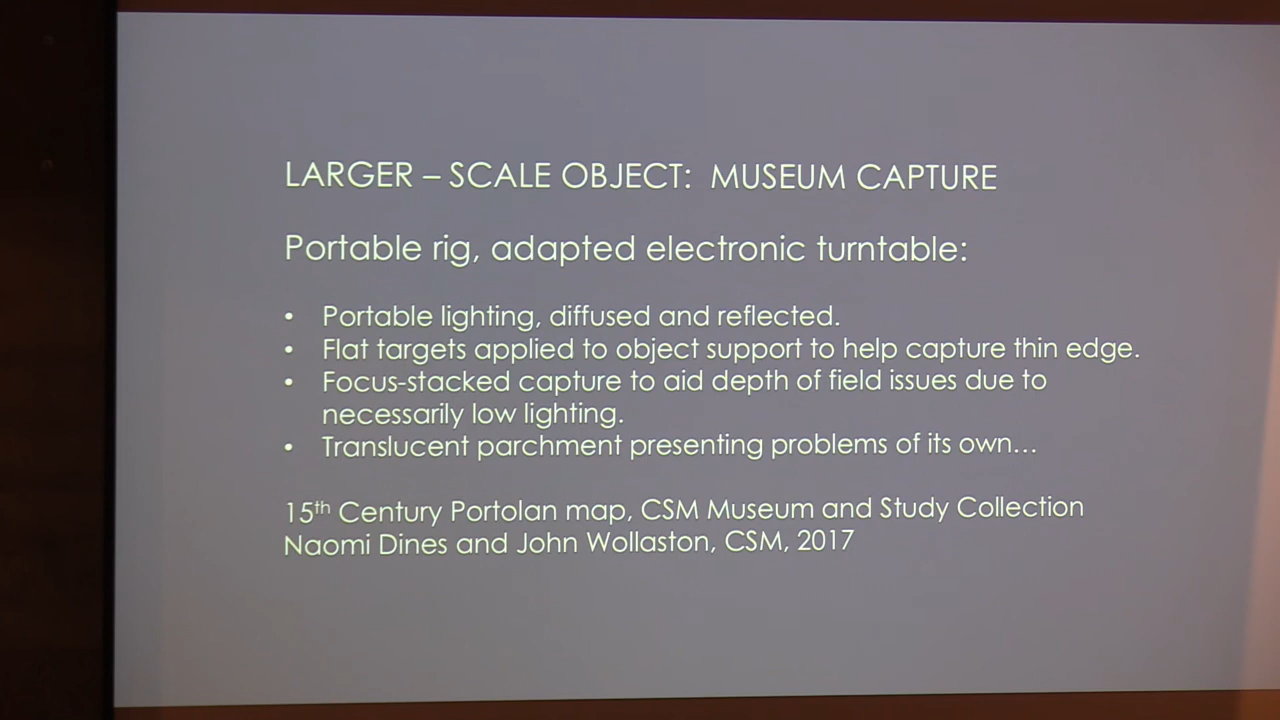 LARGER – SCALE OBJECT: MUSEUM CAPTURE
Portable rig, adapted electronic turntable:
• Portable lighting, diffused and reflected.
• Flat targets applied to object support to help capture thin edge.
• Focus-stacked capture to aid depth of field issues due to
necessarily low lighting.
• Translucent parchment presenting problems of its own...
15th Century Portolan map, CSM Museum and Study Collection
Naomi Dines and John Wollaston, CSM, 2017